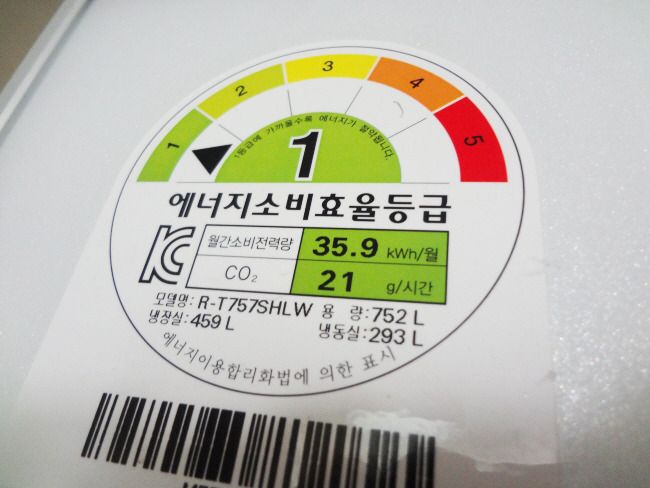 1 2 3 4 5
1등급에 가까울수록 에너지가 절약됩니다.
1
에너지소비효율등급
KC
월간소비전력량 35.9 kWh/월
CO₂ 21 g/시간
모델명: R-T757SHLW 용 량: 752 L
냉장실: 459 L 냉동실: 293 L
에너지이용합리화법에 의한 표시